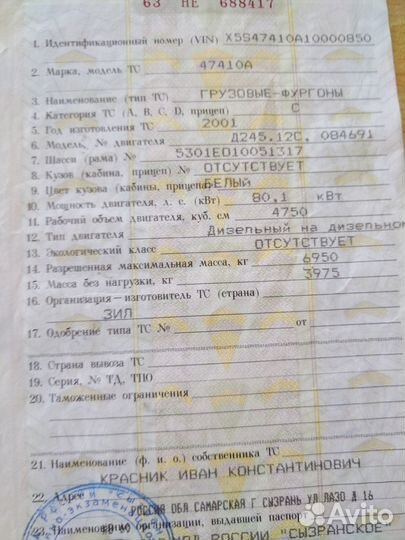 63 НЕ 688417
1. Идентификационный номер (VIN) X5S47410A10000850
2. Марка, модель ТС 47410А
3. Наименование (тип ТС) ГРУЗОВЫЕ-ФУРГОНЫ
4. Категория ТС (А, В, С, D, прицеп) С
5. Год изготовления ТС 2001
6. Модель, № двигателя Д245.12С, 084691
7. Шасси (рама) № 5301ЕО10051317
8. Кузов (кабина, прицеп) № ОТСУТСТВУЕТ
9. Цвет кузова (кабины, прицепа) БЕЛЫЙ
10. Мощность двигателя, л. с. (кВт) 80,1 кВт
11. Рабочий объем двигателя, куб. см 4750
12. Тип двигателя Дизельный на дизельном
13. Экологический класс ОТСУТСТВУЕТ
14. Разрешенная максимальная масса, кг 6950
15. Масса без нагрузки, кг 3975
16. Организация – изготовитель ТС (страна)
ЗИЛ
17. Одобрение типа ТС № от
18. Страна вывоза ТС
19. Серия, № ТД, ТПО
20. Таможенные ограничения
21. Наименование (ф. и. о.) собственника ТС
КРАСНИК ИВАН КОНСТАНТИНОВИЧ
22. Адрес
РОССИЯ ОБЛ.САМАРСКАЯ Г СЫЗРАНЬ УЛ ЛАЗО Д 16
23. Наименование организации, выдавшей паспорт
"СЫЗРАНСКОЕ
Avito